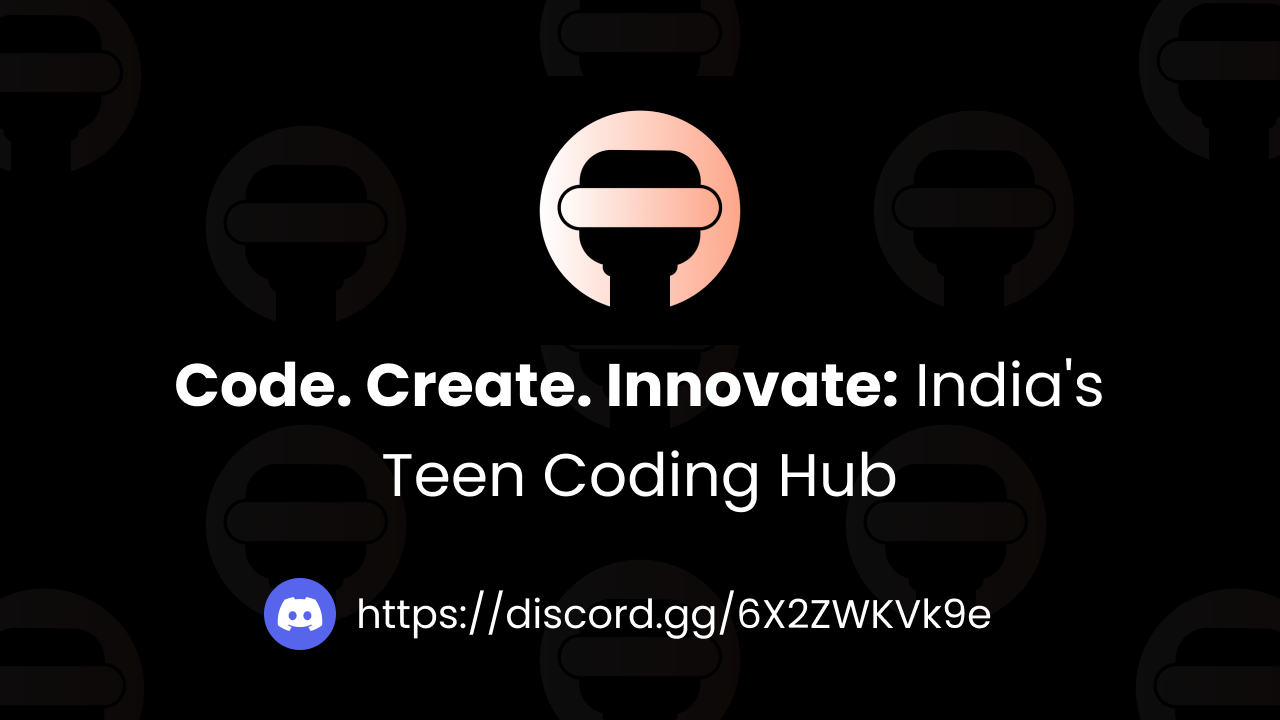 Code. Create. Innovate: India's
Teen Coding Hub
https://discord.gg/6X2ZWKVk9e